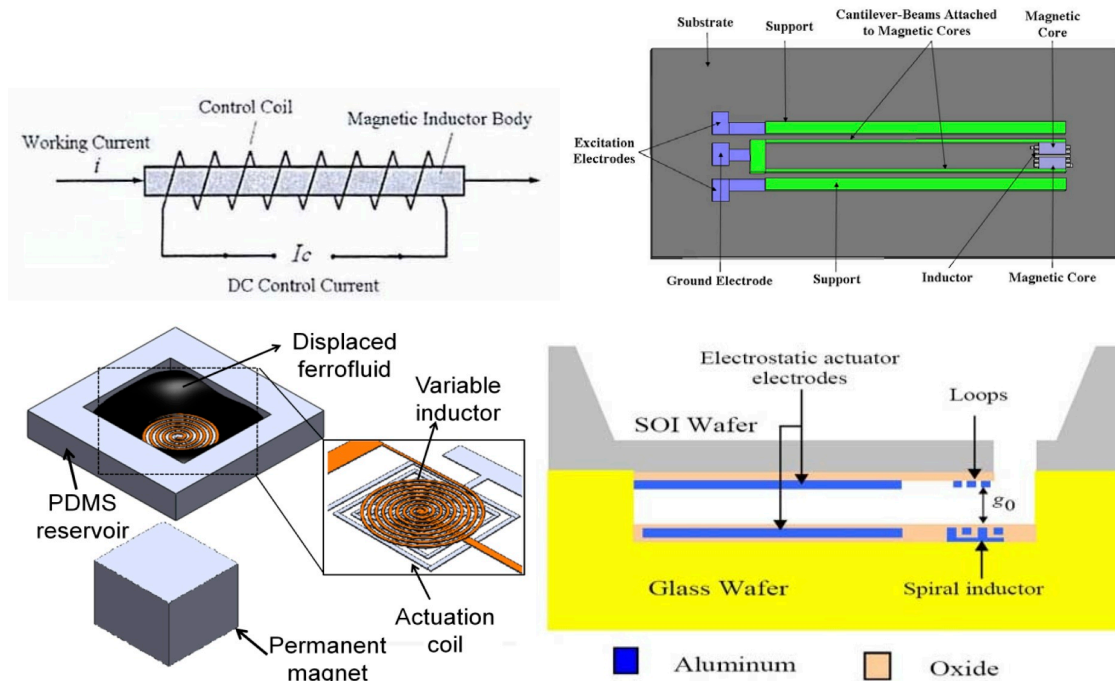 Control Coil
Magnetic Inductor Body
Working Current
i
Ic
DC Control Current
Substrate
Support
Cantilever-Beams Attached
to Magnetic Cores
Magnetic
Core
Excitation
Electrodes
Ground Electrode
Support
Inductor
Magnetic Core
Displaced
ferrofluid
Variable
inductor
PDMS
reservoir
Actuation
coil
Permanent
magnet
Electrostatic actuator
electrodes
Loops
SOI Wafer
g0
Glass Wafer
Spiral inductor
Aluminum
Oxide